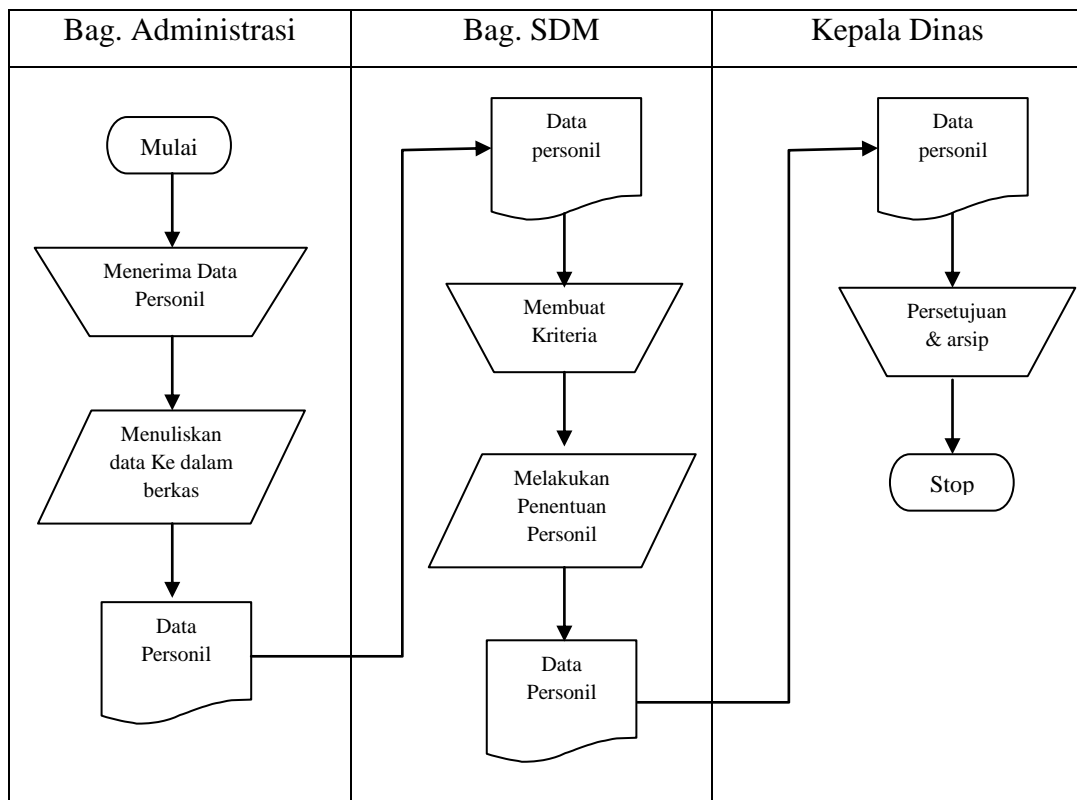 Bag. Administrasi
Bag. SDM
Kepala Dinas
Mulai
Menerima Data
Personil
Menuliskan
data Ke dalam
berkas
Data
Personil
Data
personil
Membuat
Kriteria
Melakukan
Penentuan
Personil
Data
Personil
Data
personil
Persetujuan
& arsip
Stop